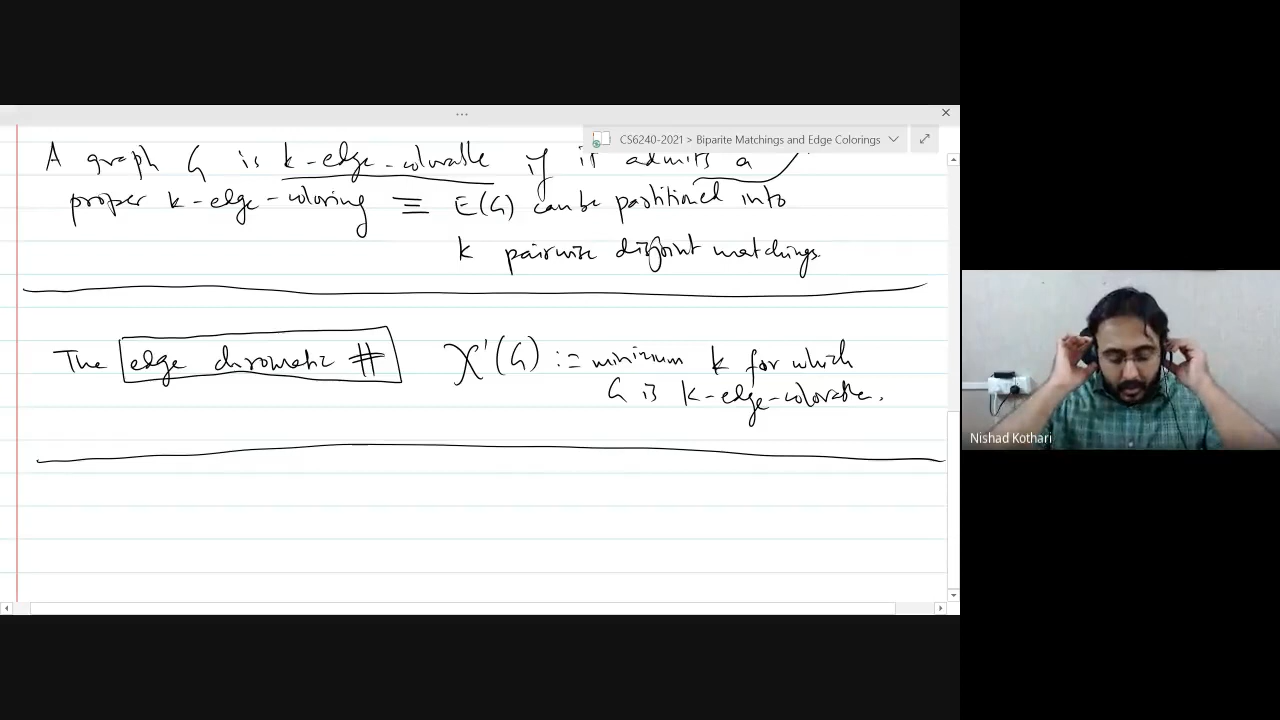 CS6240-2021 > Biparite Matchings and Edge Colorings
A graph G is k-edge-colorable if it admits a
proper k-edge-coloring ≡ E(G) can be partitioned into
k pairwise disjoint matchings.
The edge chromatic # χ'(G) := minimum k for which
G is k-edge-colorable.
Nishad Kothari